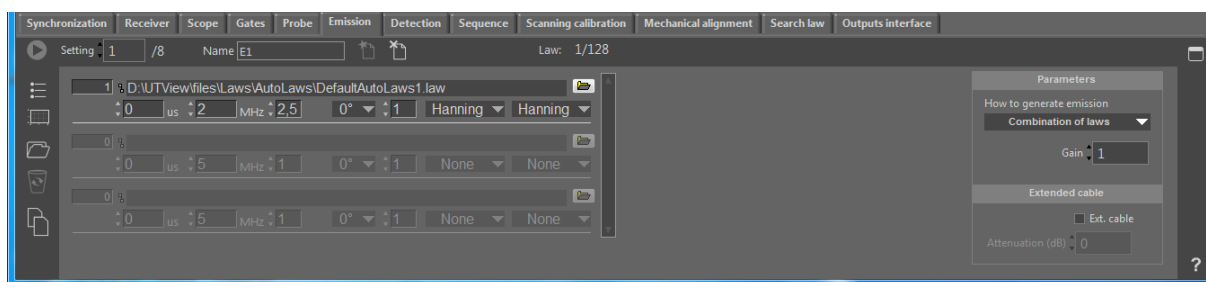 Synchronization Receiver Scope Gates Probe Emission Detection Sequence Scanning calibration Mechanical alignment Search law Outputs interface
Setting 1 /8 Name E1 Law: 1/128
1 % D:\UTView\files\Laws\AutoLaws\DefaultAutoLaws1.law
0 us 2 MHz 2,5 0° 1 Hanning Hanning
0 %
0 us 5 MHz 1 0° 1 None None
0 %
0 us 5 MHz 1 0° 1 None None
Parameters
How to generate emission
Combination of laws
Gain 1
Extended cable
Ext. cable
Attenuation (dB) 0
?